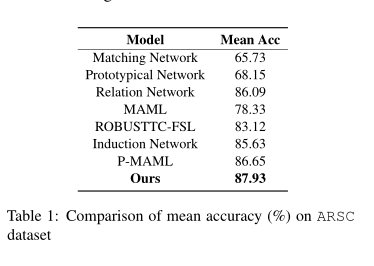 Model Mean Acc
Matching Network 65.73
Prototypical Network 68.15
Relation Network 86.09
MAML 78.33
ROBUSTTC-FSL 83.12
Induction Network 85.63
P-MAML 86.65
Ours 87.93
Table 1: Comparison of mean accuracy (%) on ARSC
dataset